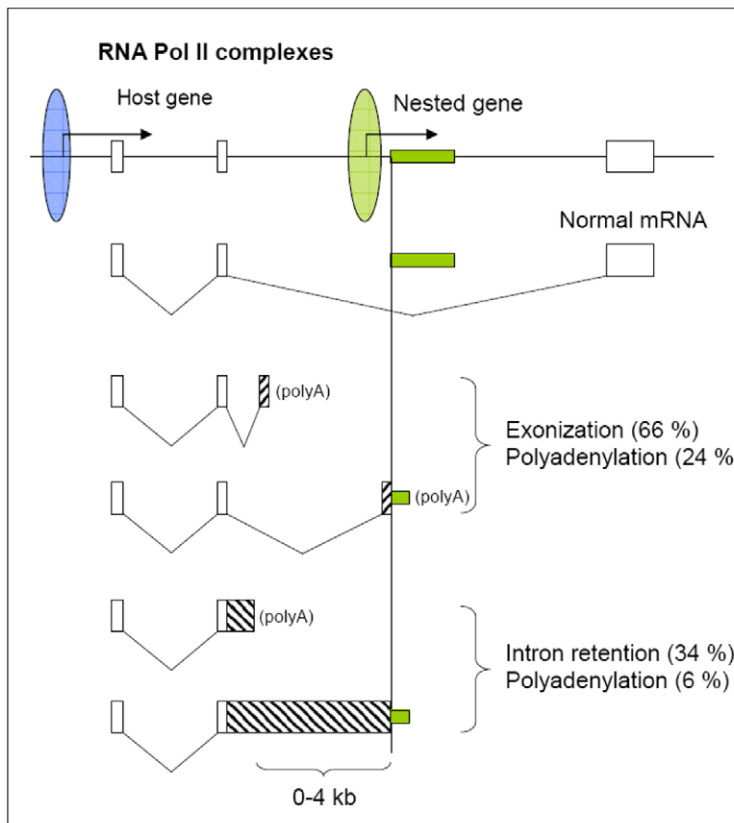 RNA Pol II complexes
Host gene
Nested gene
Normal mRNA
(polyA)
Exonization (66 %)
Polyadenylation (24 %
(polyA)
(polyA)
Intron retention (34 %)
Polyadenylation (6 %)
0-4 kb